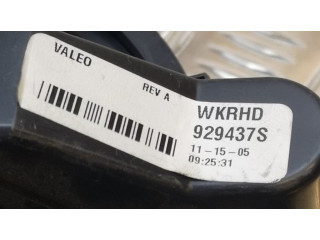 VALEO
REV A
WKRHD
929437S
11-15-05
09:25:31